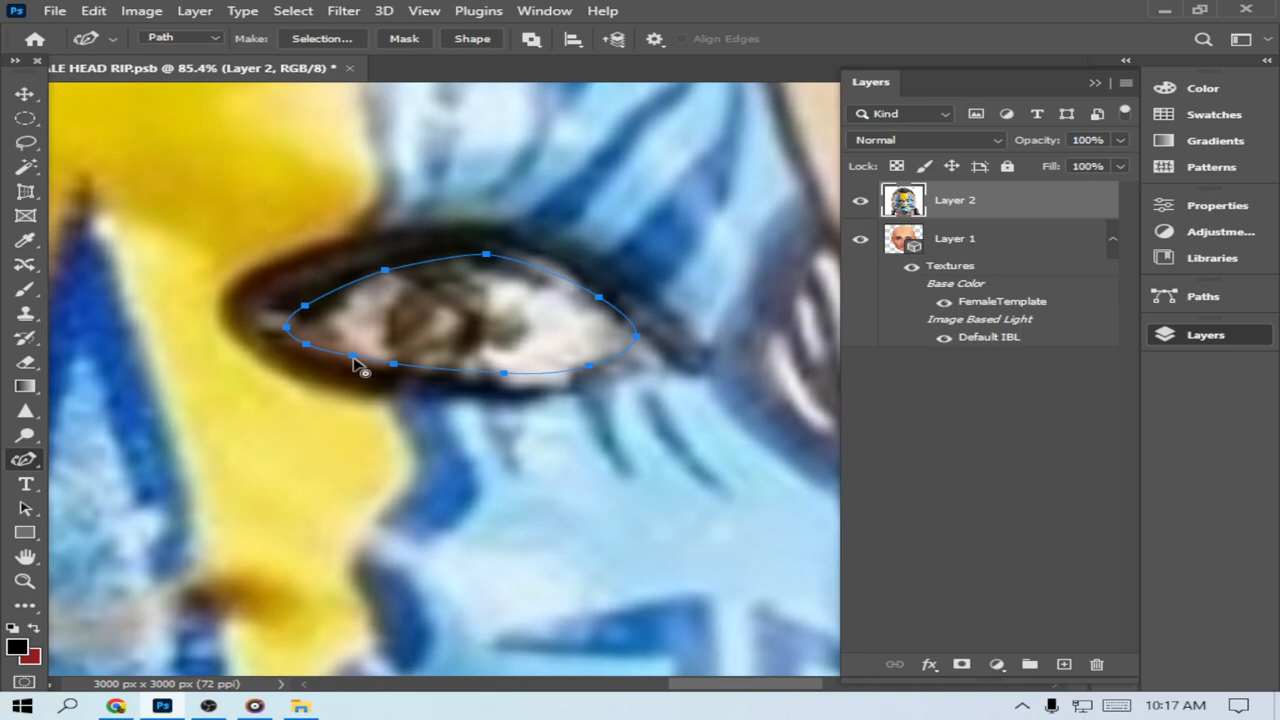 Ps File Edit Image Layer Type Select Filter 3D View Plugins Window Help
Path Make: Selection... Mask Shape Align Edges
ALE HEAD RIP.psb @ 85.4% (Layer 2, RGB/8) *
Layers
Kind
Normal Opacity: 100%
Lock: Fill: 100%
Layer 2
Layer 1
Textures
Base Color
FemaleTemplate
Image Based Light
Default IBL
Color
Swatches
Gradients
Patterns
Properties
Adjustme...
Libraries
Paths
Layers
3000 px x 3000 px (72 ppi)
Ps 10:17 AM